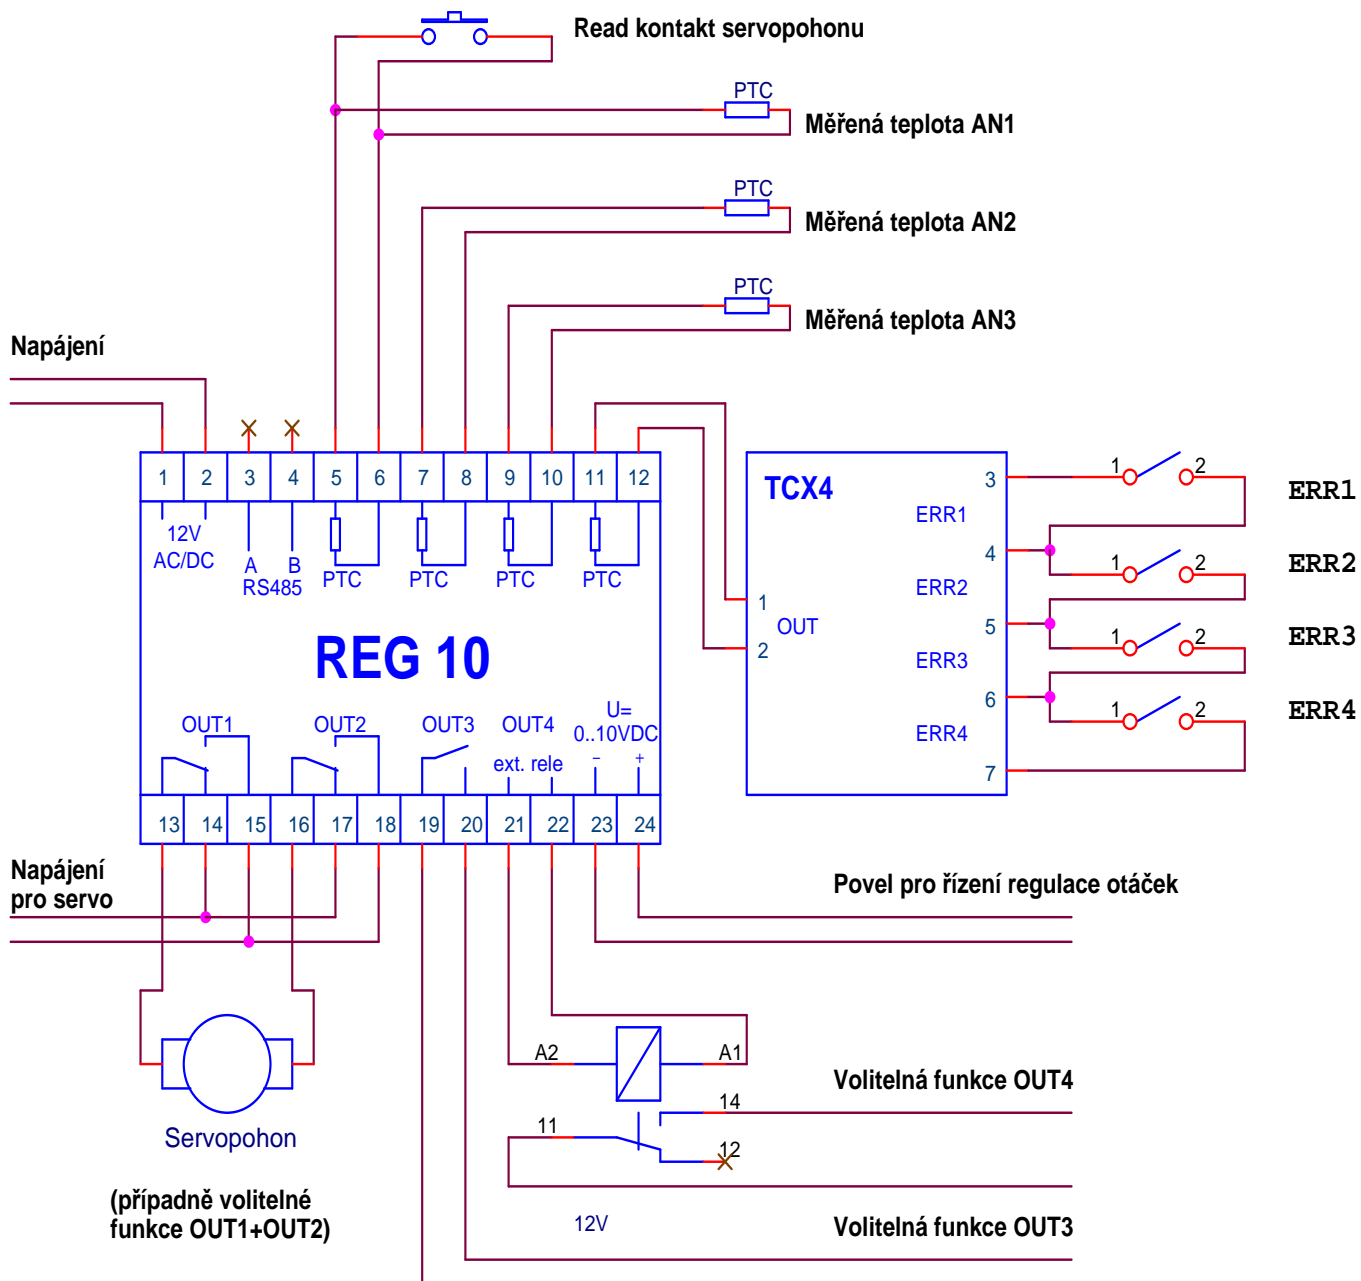 Read kontakt servopohonu
PTC
Měřená teplota AN1
PTC
Měřená teplota AN2
PTC
Měřená teplota AN3
Napájení
1 2 3 4 5 6 7 8 9 10 11 12
12V
AC/DC
A B
RS485
PTC PTC PTC PTC
REG 10
OUT1 OUT2 OUT3 OUT4
ext. rele
U=
0..10VDC
- +
13 14 15 16 17 18 19 20 21 22 23 24
TCX4
1
OUT
2
3
ERR1
4
ERR2
5
ERR3
6
ERR4
7
1 2 ERR1
1 2 ERR2
1 2 ERR3
1 2 ERR4
Napájení
pro servo
Povel pro řízení regulace otáček
A2 A1
Volitelná funkce OUT4
14
11
12
Servopohon
(případně volitelné
funkce OUT1+OUT2)
12V
Volitelná funkce OUT3